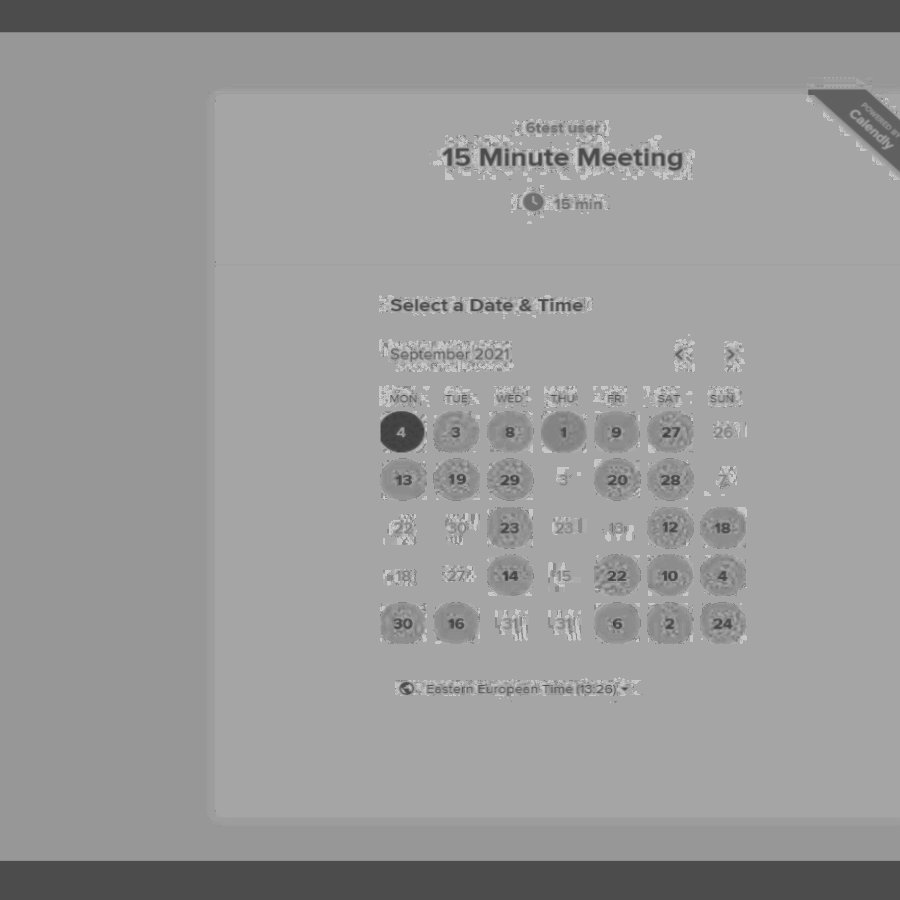 6test user
15 Minute Meeting
15 min
POWERED BY
Calendly
Select a Date & Time
September 2021
MON TUE WED THU FRI SAT SUN
4 3 8 1 9 27 26
13 19 29 3 20 28 7
22 30 23 23 13 12 18
18 27 14 15 22 10 4
30 16 31 31 6 2 24
Eastern European Time (13:26)